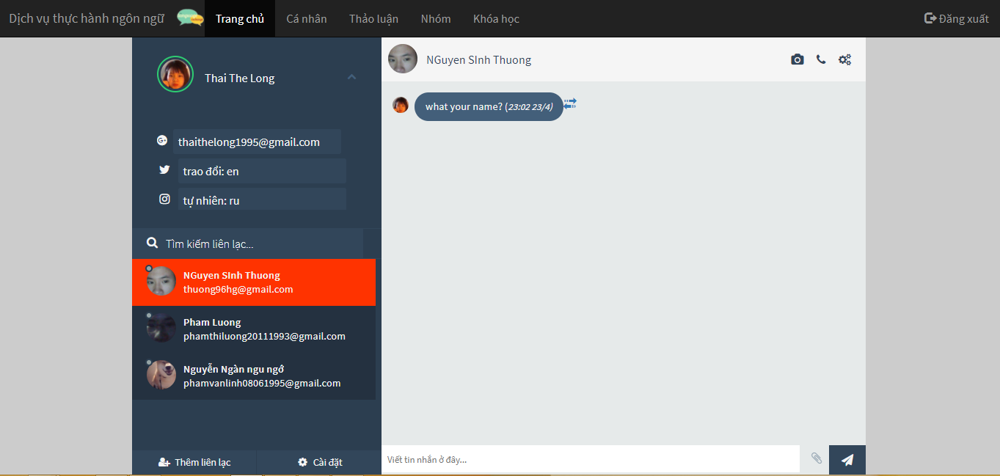 Dịch vụ thực hành ngôn ngữ
Trang chủ
Cá nhân
Thảo luận
Nhóm
Khóa học
Đăng xuất
Thai The Long
thaithelong1995@gmail.com
trao đổi: en
tự nhiên: ru
Tìm kiếm liên lạc...
NGuyen SInh Thuong
thuong96hg@gmail.com
Pham Luong
phamthiluong20111993@gmail.com
Nguyễn Ngàn ngu ngớ
phamvanlinh08061995@gmail.com
Thêm liên lạc
Cài đặt
NGuyen SInh Thuong
what your name? (23:02 23/4)
Viết tin nhắn ở đây...